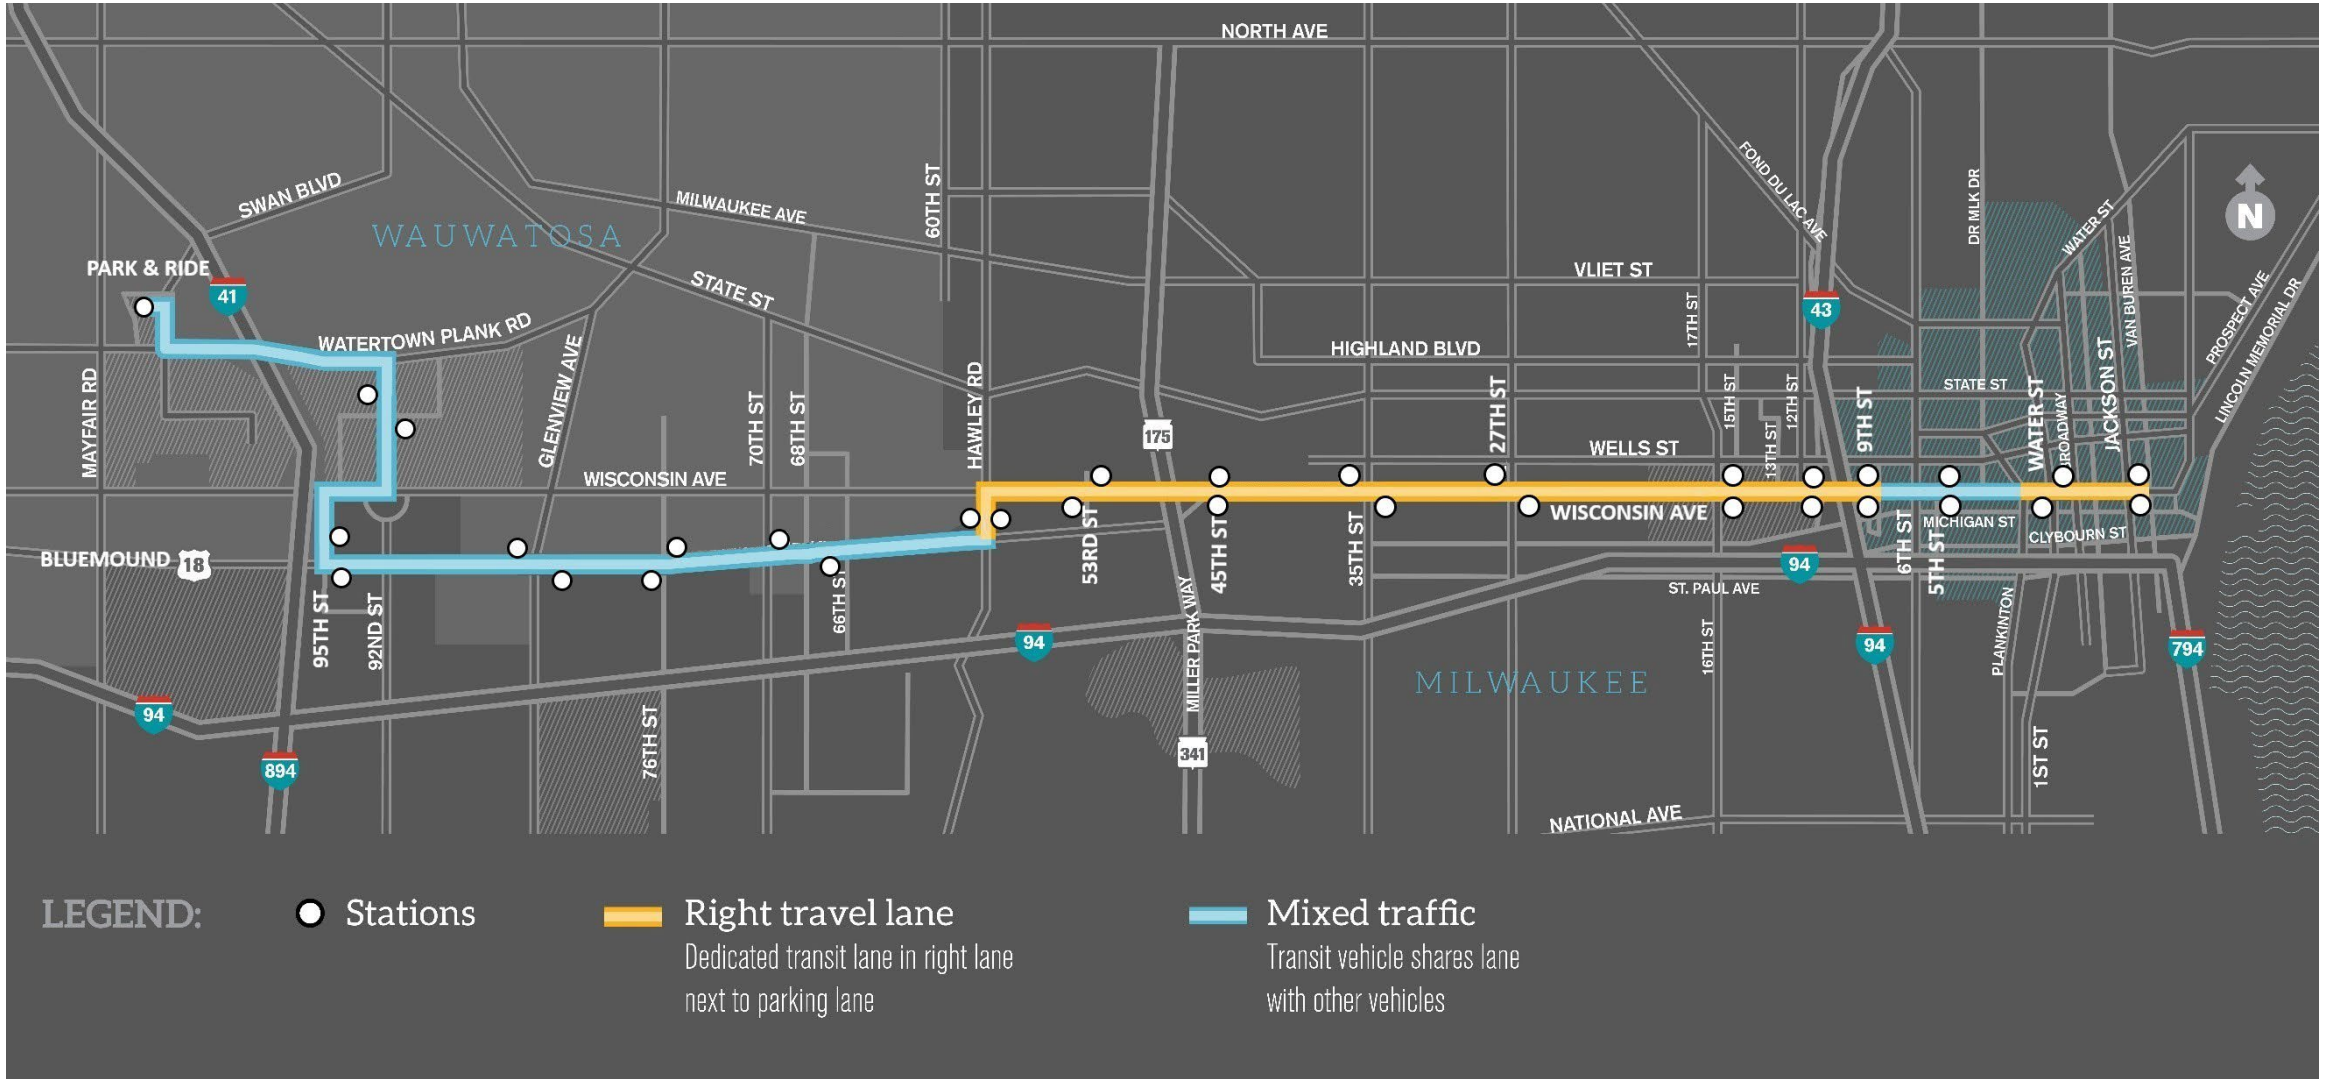 NORTH AVE
SWAN BLVD
WAUWATOSA
MILWAUKEE AVE
60TH ST
FOND DU LAC AVE
DR MLK DR
WATER ST
N
PARK & RIDE
41
STATE ST
VLIET ST
17TH ST
43
VAN BUREN AVE
PROSPECT AVE
LINCOLN MEMORIAL DR
WATERTOWN PLANK RD
GLENVIEW AVE
HIGHLAND BLVD
MAYFAIR RD
70TH ST
68TH ST
HAWLEY RD
175
27TH ST
15TH ST
12TH ST
13TH ST
9TH ST
STATE ST
WATER ST
BROADWAY
JACKSON ST
WELLS ST
WISCONSIN AVE
WISCONSIN AVE
MICHIGAN ST
CLYBOURN ST
BLUEMOUND
18
95TH ST
92ND ST
66TH ST
53RD ST
45TH ST
35TH ST
94
6TH ST
5TH ST
ST. PAUL AVE
PLANKINTON
16TH ST
94
794
94
MILLER PARK WAY
MILWAUKEE
94
76TH ST
341
1ST ST
894
NATIONAL AVE
LEGEND:
Stations
Right travel lane
Dedicated transit lane in right lane
next to parking lane
Mixed traffic
Transit vehicle shares lane
with other vehicles